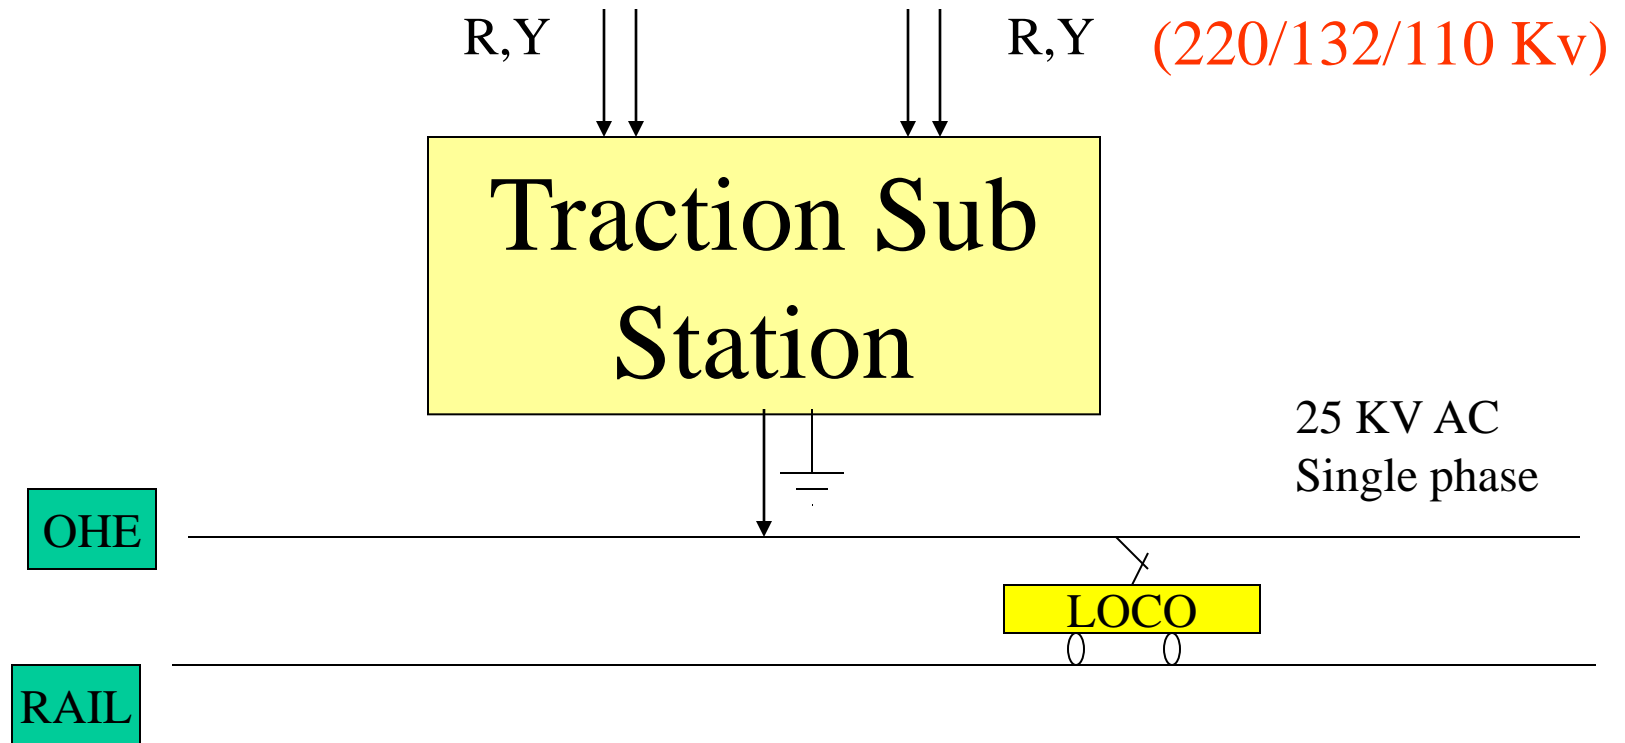 R,Y
R,Y
(220/132/110 Kv)
Traction Sub
Station
25 KV AC
Single phase
OHE
LOCO
RAIL